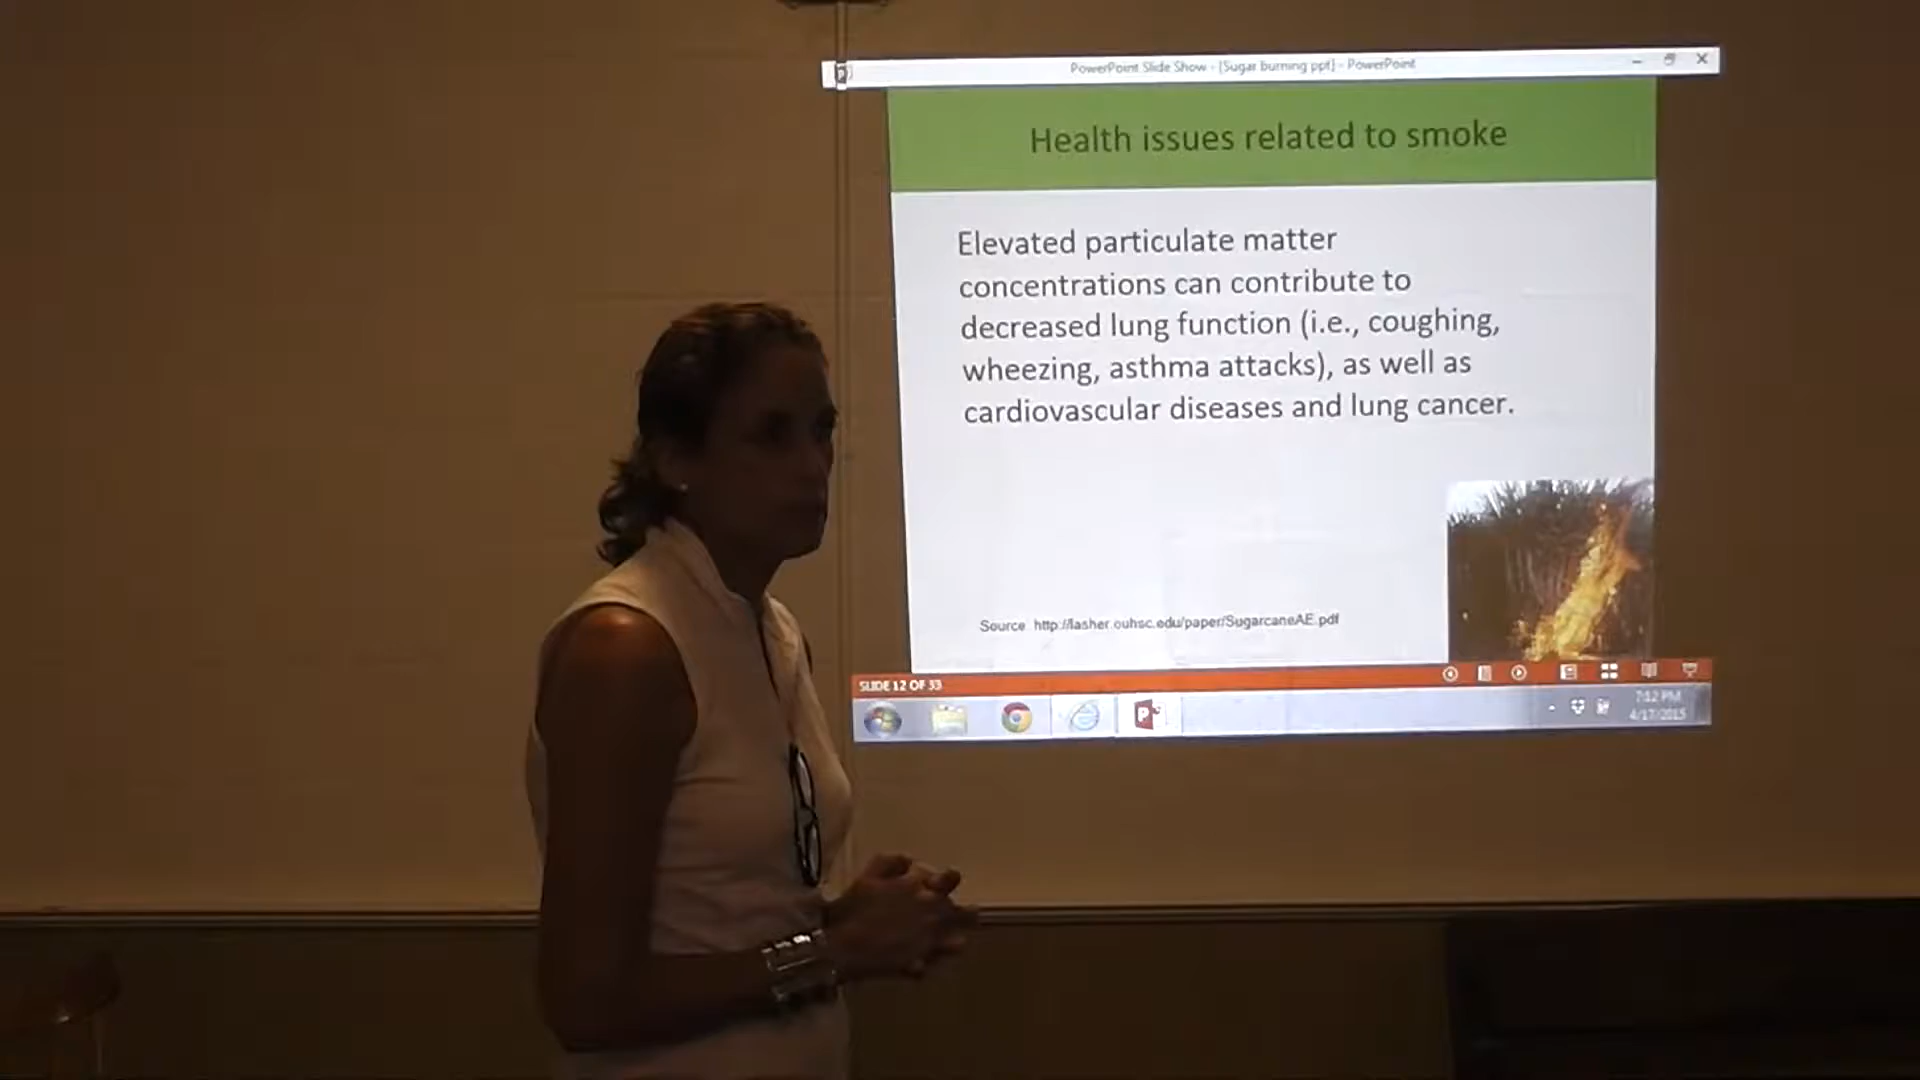 PowerPoint Slide Show - [Sugar burning ppt] - PowerPoint
Health issues related to smoke
Elevated particulate matter
concentrations can contribute to
decreased lung function (i.e., coughing,
wheezing, asthma attacks), as well as
cardiovascular diseases and lung cancer.
Source: http://lasher.ouhsc.edu/paper/SugarcaneAE.pdf
SLIDE 12 OF 33
7:12 PM
4/17/2015